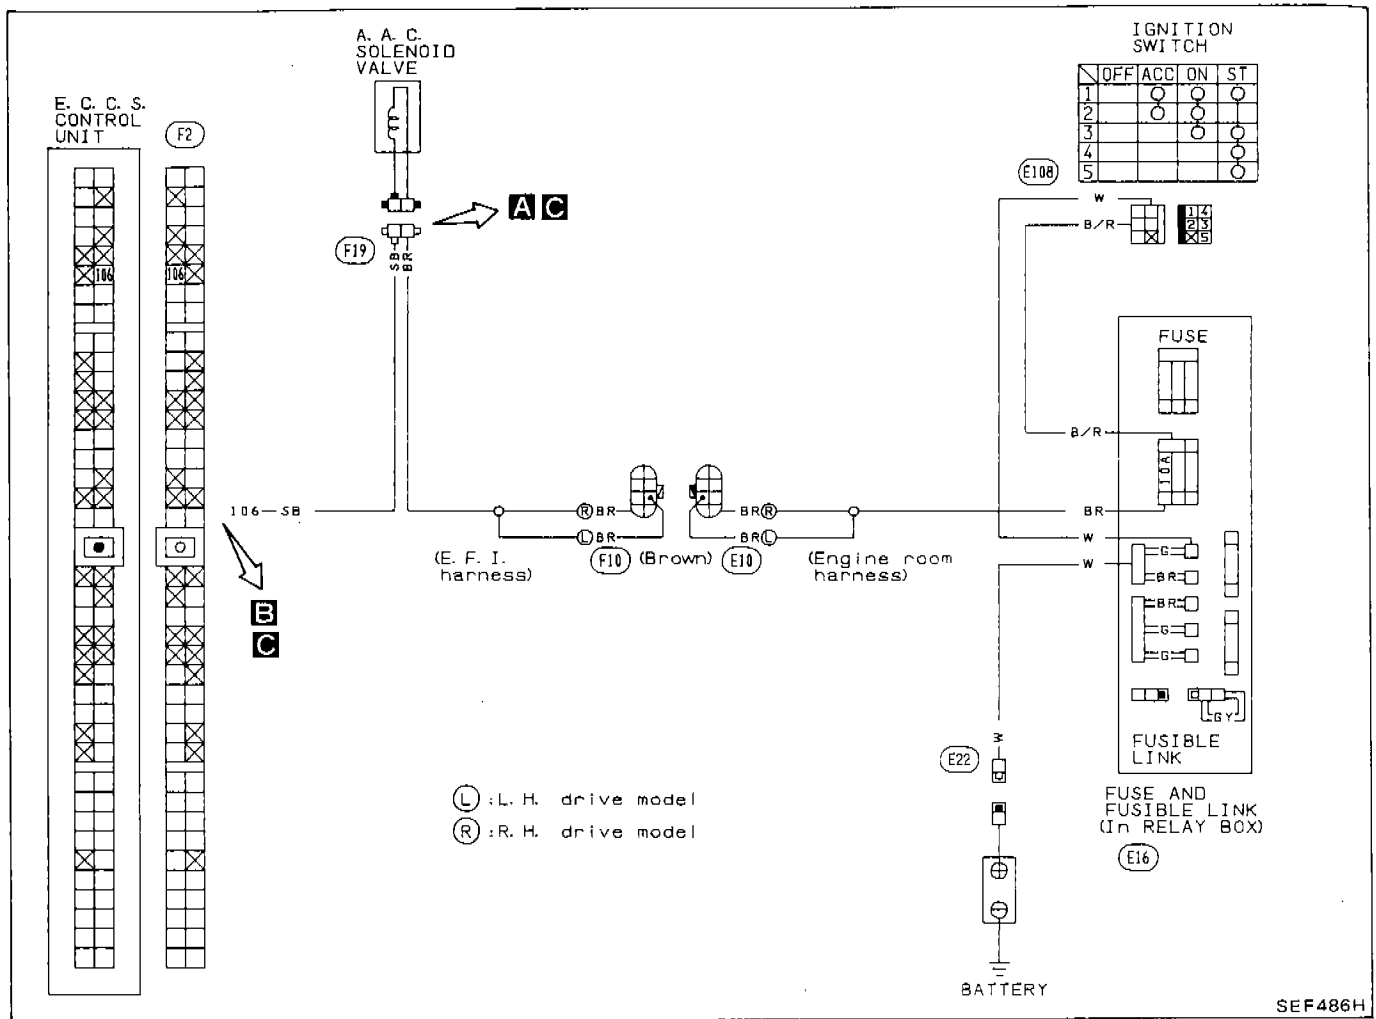 E. C. C. S.
CONTROL
UNIT
F2
106
106
106—SB
B
C
A. A. C.
SOLENOID
VALVE
F19
SB
BR
A C
R BR
L BR
F10
(Brown)
BR R
BR L
E10
(E. F. I.
harness)
(Engine room
harness)
L :L. H. drive model
R :R. H. drive model
IGNITION
SWITCH
OFF ACC ON ST
1
2
3
4
5
E108
W
B/R
1 4
2 3
5
FUSE
B/R
10A
BR
W
W
G
BR
BR
G
G
GY
FUSIBLE
LINK
W
E22
FUSE AND
FUSIBLE LINK
(In RELAY BOX)
E16
BATTERY
SEF486H